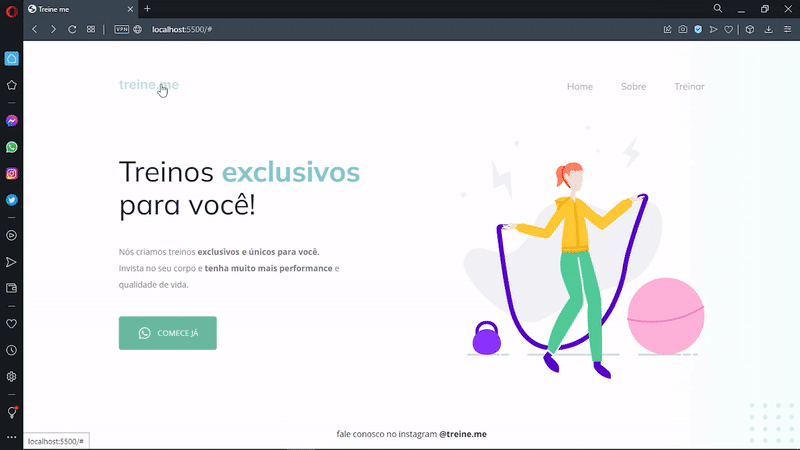 Treine me
VPN
localhost:5500/#
treine.me
Home
Sobre
Treinar
Treinos exclusivos
para você!
Nós criamos treinos exclusivos e únicos para você.
Invista no seu corpo e tenha muito mais performance e
qualidade de vida.
COMECE JÁ
fale conosco no instagram @treine.me
localhost:5500/#